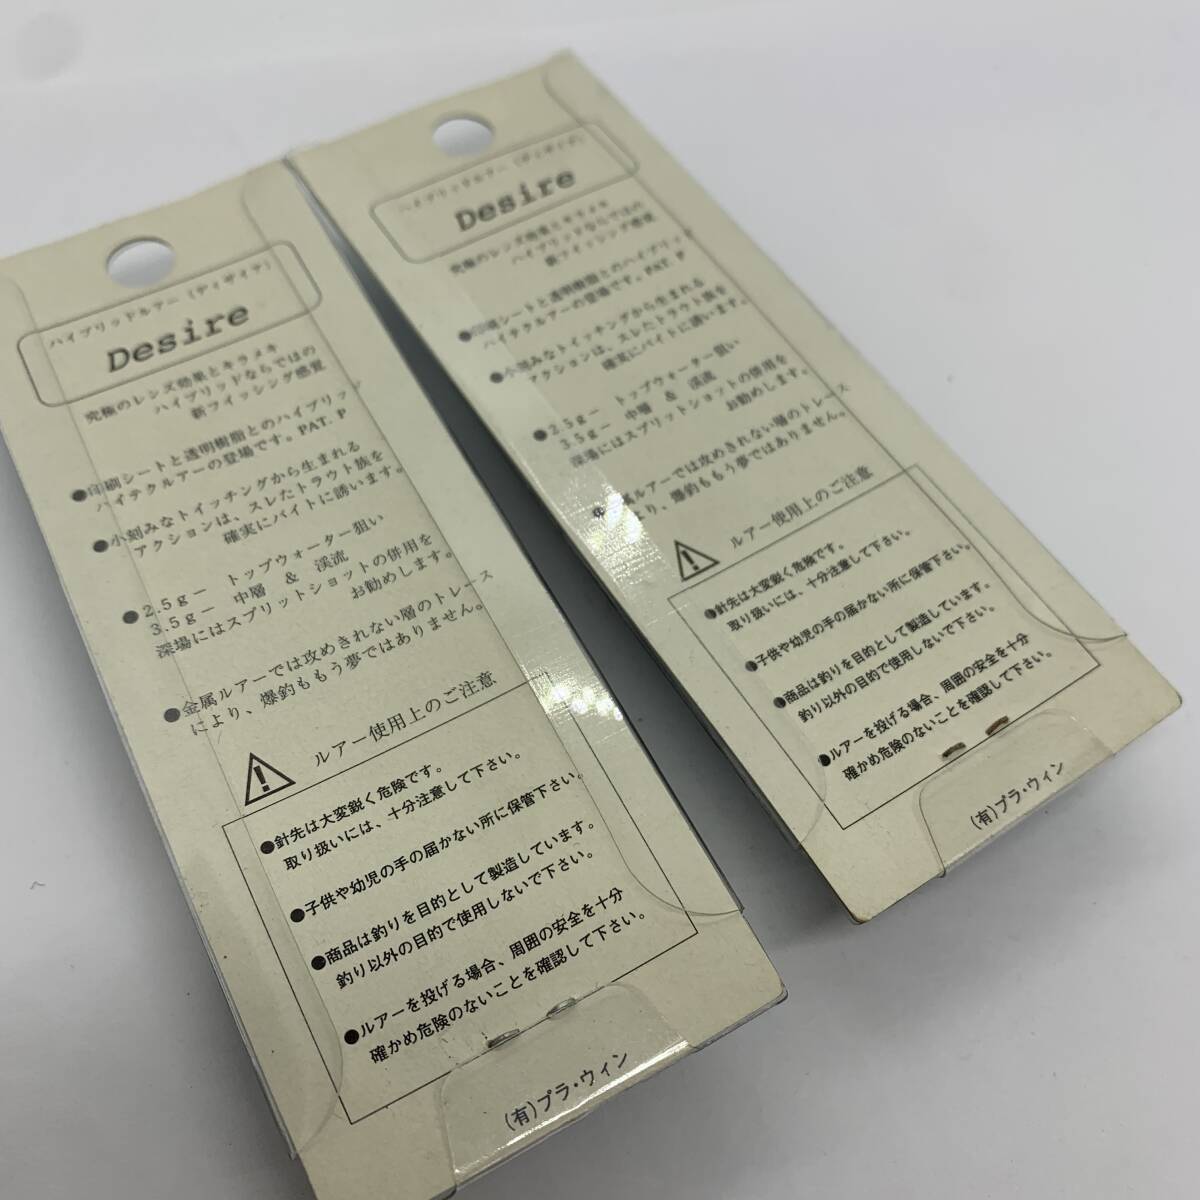 ハイブリッドルアー (ディザイア)
Desire
究極のレンズ効果とキラメキ
ハイブリッドならではの
新フイッシング感覚
●印刷シートと透明樹脂とのハイブリッド
ハイテクルアーの登場です。PAT. P
●小刻みなトイッチングから生まれる
アクションは、スレたトラウト族を
確実にバイトに誘います。
●2.5g－ トップウォーター狙い
3.5g－ 中層 & 渓流
深場にはスプリットショットの併用を
お勧めします。
●金属ルアーでは攻めきれない層のトレース
により、爆釣ももう夢ではありません。
ルアー使用上のご注意
●針先は大変鋭く危険です。
取り扱いには、十分注意して下さい。
●子供や幼児の手の届かない所に保管下さい。
●商品は釣りを目的として製造しています。
釣り以外の目的で使用しないで下さい。
●ルアーを投げる場合、周囲の安全を十分
確かめ危険のないことを確認して下さい。
(有)プラ・ウィン
ハイブリッドルアー (ディザイア)
Desire
究極のレンズ効果とキラメキ
ハイブリッドならではの
新フイッシング感覚
●印刷シートと透明樹脂とのハイブリッド
ハイテクルアーの登場です。PAT. P
●小刻みなトイッチングから生まれる
アクションは、スレたトラウト族を
確実にバイトに誘います。
●2.5g－ トップウォーター狙い
3.5g－ 中層 & 渓流
深場にはスプリットショットの併用を
お勧めします。
●金属ルアーでは攻めきれない層のトレース
により、爆釣ももう夢ではありません。
ルアー使用上のご注意
●針先は大変鋭く危険です。
取り扱いには、十分注意して下さい。
●子供や幼児の手の届かない所に保管下さい。
●商品は釣りを目的として製造しています。
釣り以外の目的で使用しないで下さい。
●ルアーを投げる場合、周囲の安全を十分
確かめ危険のないことを確認して下さい。
(有)プラ・ウィン